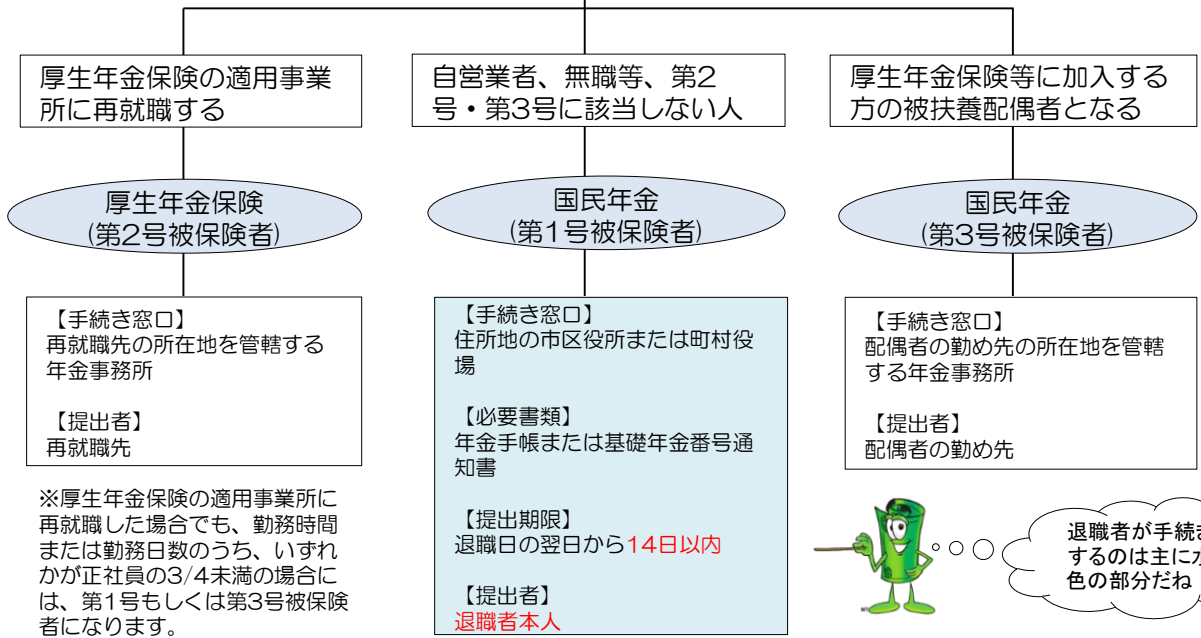 厚生年金保険の適用事業
所に再就職する
自営業者、無職等、第2
号・第3号に該当しない人
厚生年金保険等に加入する
方の被扶養配偶者となる
厚生年金保険
(第2号被保険者)
国民年金
(第1号被保険者)
国民年金
(第3号被保険者)
【手続き窓口】
再就職先の所在地を管轄する
年金事務所
【提出者】
再就職先
※厚生年金保険の適用事業所に
再就職した場合でも、勤務時間
または勤務日数のうち、いずれ
かが正社員の3/4未満の場合に
は、第1号もしくは第3号被保険
者になります。
【手続き窓口】
住所地の市区役所または町村役
場
【必要書類】
年金手帳または基礎年金番号通
知書
【提出期限】
退職日の翌日から14日以内
【提出者】
退職者本人
【手続き窓口】
配偶者の勤め先の所在地を管轄
する年金事務所
【提出者】
配偶者の勤め先
退職者が手続き
するのは主に
色の部分だね